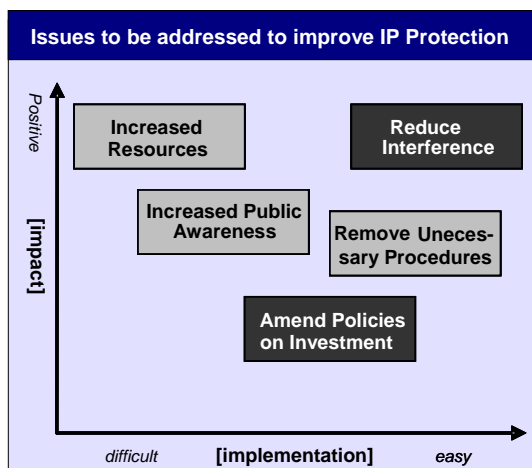 Issues to be addressed to improve IP Protection
Positive
[impact]
Increased
Resources
Reduce
Interference
Increased Public
Awareness
Remove Uneces-
sary Procedures
Amend Policies
on Investment
difficult
[implementation]
easy